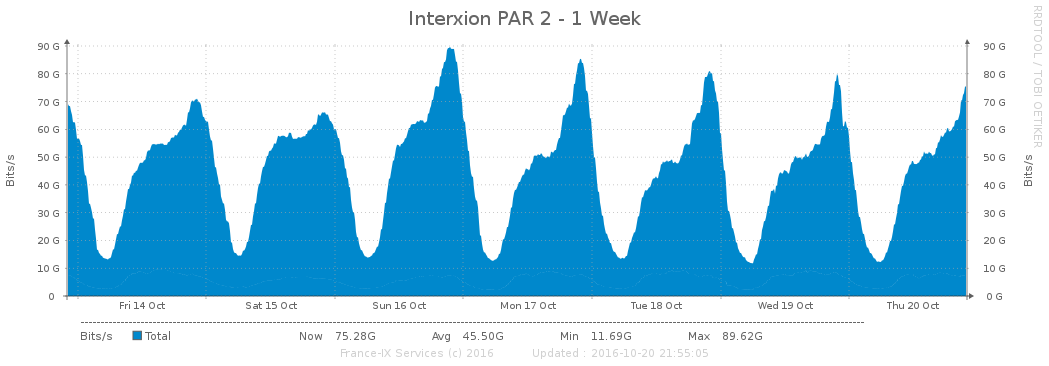 Interxion PAR 2 - 1 Week
RRDTOOL / TOBI OETIKER
Bits/s
90 G
80 G
70 G
60 G
50 G
40 G
30 G
20 G
10 G
0
90 G
80 G
70 G
60 G
50 G
40 G
30 G
20 G
10 G
0 G
Bits/s
Fri 14 Oct Sat 15 Oct Sun 16 Oct Mon 17 Oct Tue 18 Oct Wed 19 Oct Thu 20 Oct
Bits/s Total Now 75.28G Avg 45.50G Min 11.69G Max 89.62G
France-IX Services (c) 2016 Updated : 2016-10-20 21:55:05